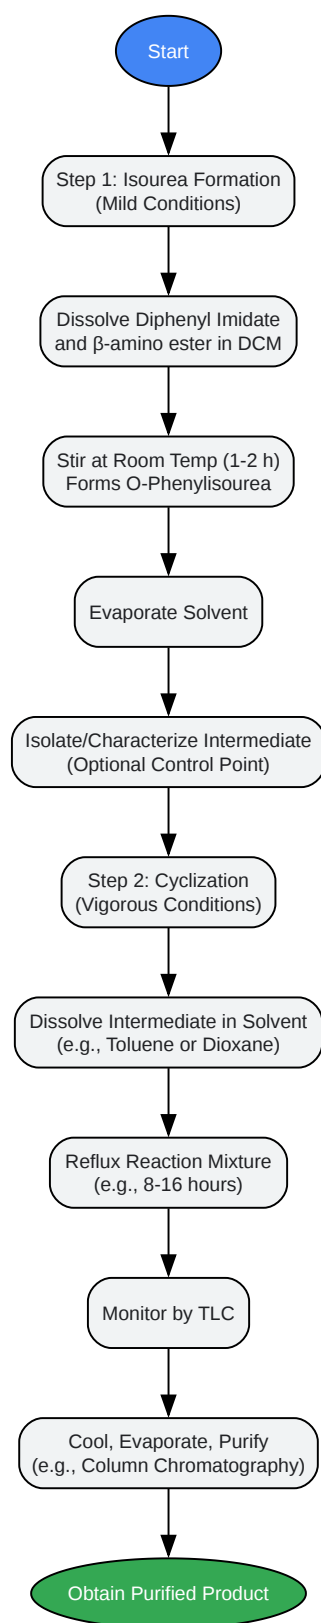 Start
Step 1: Isourea Formation
(Mild Conditions)
Dissolve Diphenyl Imidate
and β-amino ester in DCM
Stir at Room Temp (1-2 h)
Forms O-Phenylisourea
Evaporate Solvent
Isolate/Characterize Intermediate
(Optional Control Point)
Step 2: Cyclization
(Vigorous Conditions)
Dissolve Intermediate in Solvent
(e.g., Toluene or Dioxane)
Reflux Reaction Mixture
(e.g., 8-16 hours)
Monitor by TLC
Cool, Evaporate, Purify
(e.g., Column Chromatography)
Obtain Purified Product